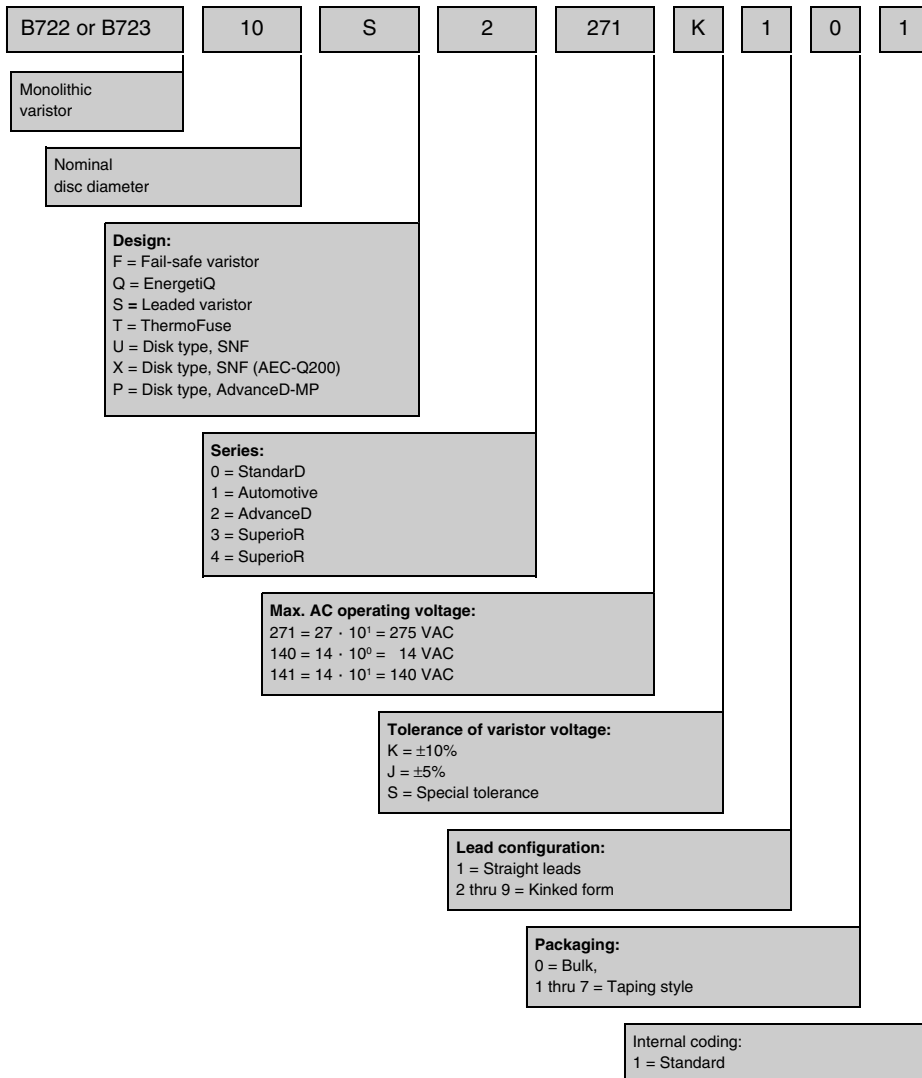 B722 or B723 10 S 2 271 K 1 0 1
Monolithic
varistor
Nominal
disc diameter
Design:
F = Fail-safe varistor
Q = EnergetiQ
S = Leaded varistor
T = ThermoFuse
U = Disk type, SNF
X = Disk type, SNF (AEC-Q200)
P = Disk type, AdvanceD-MP
Series:
0 = StandarD
1 = Automotive
2 = AdvanceD
3 = SuperioR
4 = SuperioR
Max. AC operating voltage:
271 = 27 · 10¹ = 275 VAC
140 = 14 · 10⁰ = 14 VAC
141 = 14 · 10¹ = 140 VAC
Tolerance of varistor voltage:
K = ±10%
J = ±5%
S = Special tolerance
Lead configuration:
1 = Straight leads
2 thru 9 = Kinked form
Packaging:
0 = Bulk,
1 thru 7 = Taping style
Internal coding:
1 = Standard